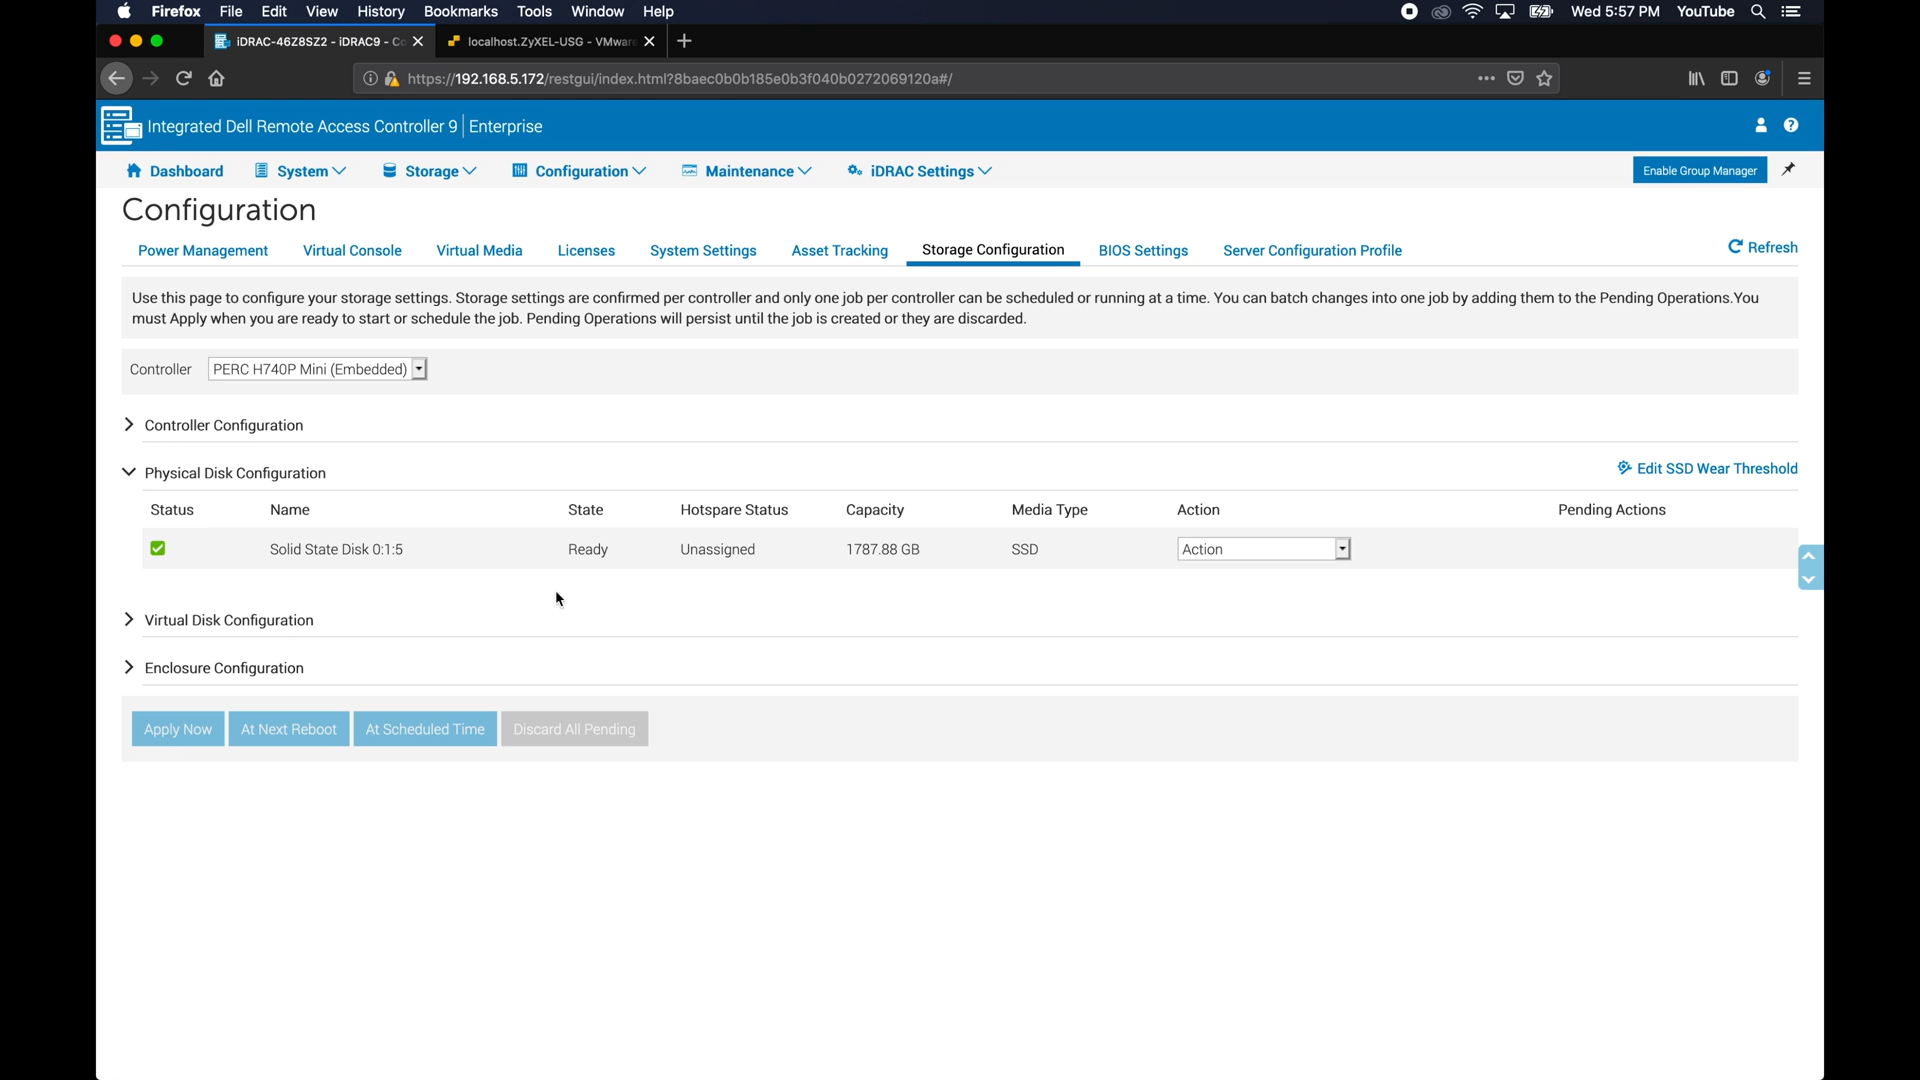 Firefox File Edit View History Bookmarks Tools Window Help Wed 5:57 PM YouTube
iDRAC-46Z8SZ2 - iDRAC9 - Co localhost.ZyXEL-USG - VMware
https://192.168.5.172/restgui/index.html?8baec0b0b185e0b3f040b0272069120a#/
Integrated Dell Remote Access Controller 9 | Enterprise
Dashboard System Storage Configuration Maintenance iDRAC Settings Enable Group Manager
Configuration
Power Management Virtual Console Virtual Media Licenses System Settings Asset Tracking Storage Configuration BIOS Settings Server Configuration Profile Refresh
Use this page to configure your storage settings. Storage settings are confirmed per controller and only one job per controller can be scheduled or running at a time. You can batch changes into one job by adding them to the Pending Operations.You
must Apply when you are ready to start or schedule the job. Pending Operations will persist until the job is created or they are discarded.
Controller PERC H740P Mini (Embedded)
Controller Configuration
Physical Disk Configuration Edit SSD Wear Threshold
Status Name State Hotspare Status Capacity Media Type Action Pending Actions
Solid State Disk 0:1:5 Ready Unassigned 1787.88 GB SSD Action
Virtual Disk Configuration
Enclosure Configuration
Apply Now At Next Reboot At Scheduled Time Discard All Pending